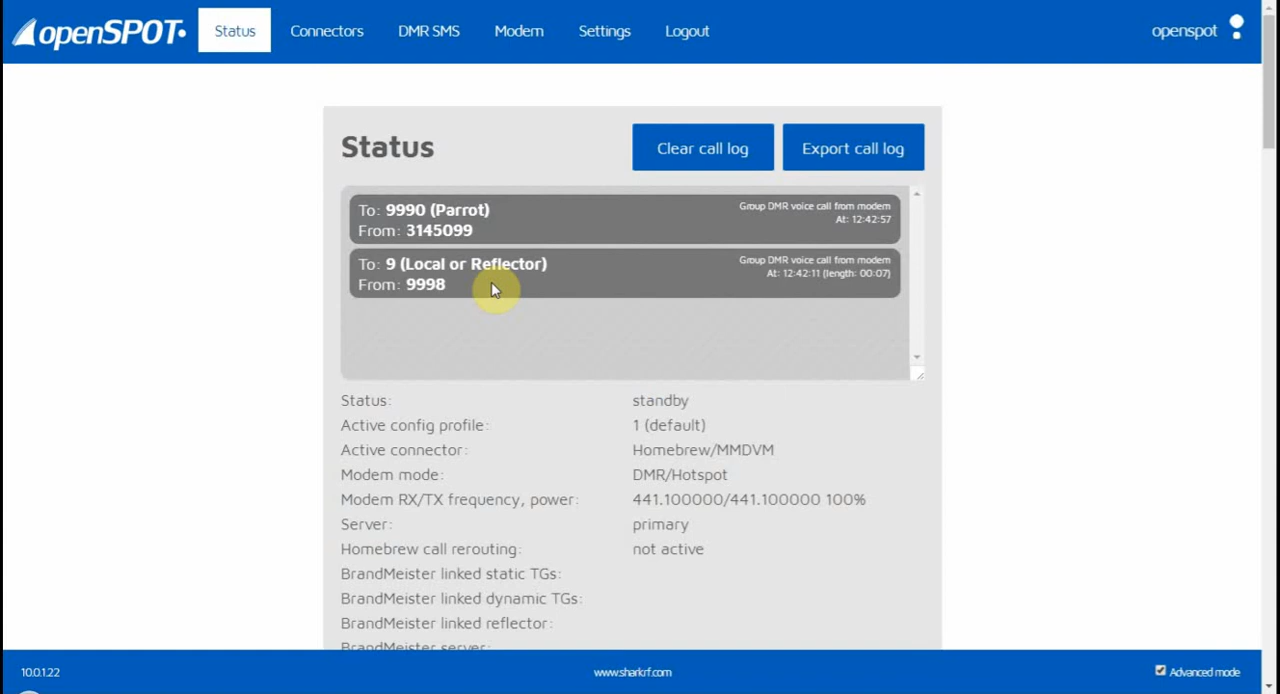 openSPOT
Status
Connectors
DMR SMS
Modem
Settings
Logout
openspot
Status
Clear call log
Export call log
To: 9990 (Parrot)
Group DMR voice call from modem
At: 12:42:57
From: 3145099
To: 9 (Local or Reflector)
Group DMR voice call from modem
At: 12:42:11 (length: 00:07)
From: 9998
Status: standby
Active config profile: 1 (default)
Active connector: Homebrew/MMDVM
Modem mode: DMR/Hotspot
Modem RX/TX frequency, power: 441.100000/441.100000 100%
Server: primary
Homebrew call rerouting: not active
BrandMeister linked static TGs:
BrandMeister linked dynamic TGs:
BrandMeister linked reflector:
BrandMeister server:
10.0.1.22
www.sharkrf.com
Advanced mode